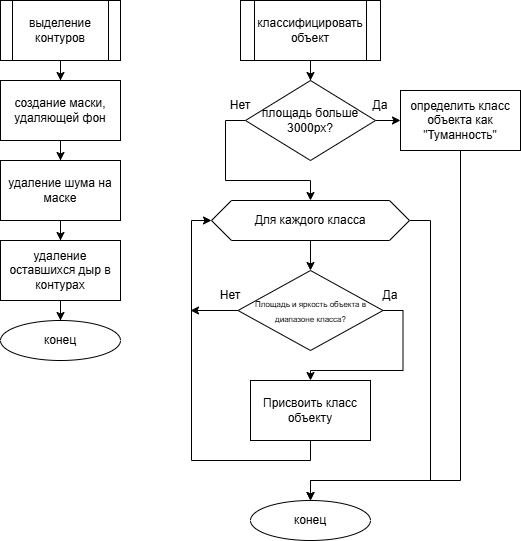 выделение
контуров
создание маски,
удаляющей фон
удаление шума на
маске
удаление
оставшихся дыр в
контурах
конец
классифицировать
объект
Нет
площадь больше
3000px?
Да
определить класс
объекта как
"Туманность"
Для каждого класса
Нет
Площадь и яркость объекта в
диапазоне класса?
Да
Присвоить класс
объекту
конец